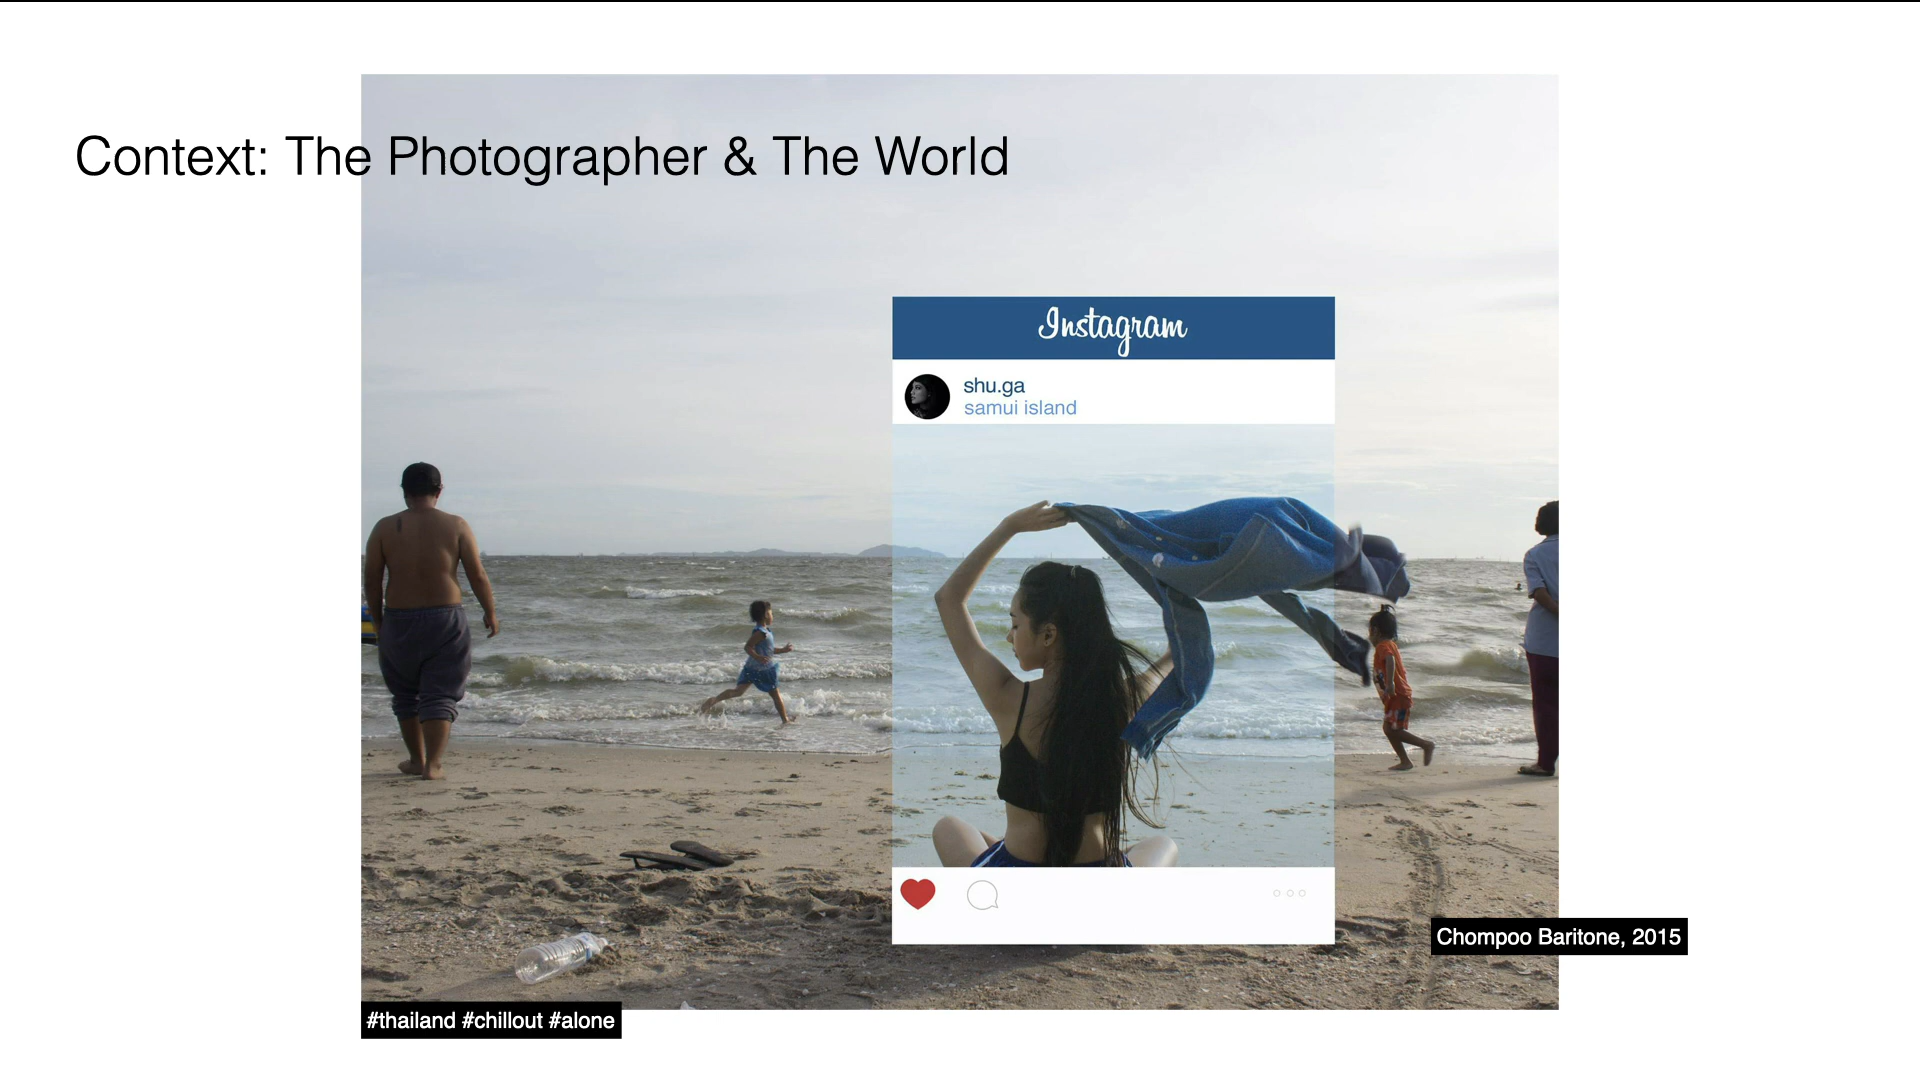 Context: The Photographer & The World
Instagram
shu.ga
samui island
Chompoo Baritone, 2015
#thailand #chillout #alone